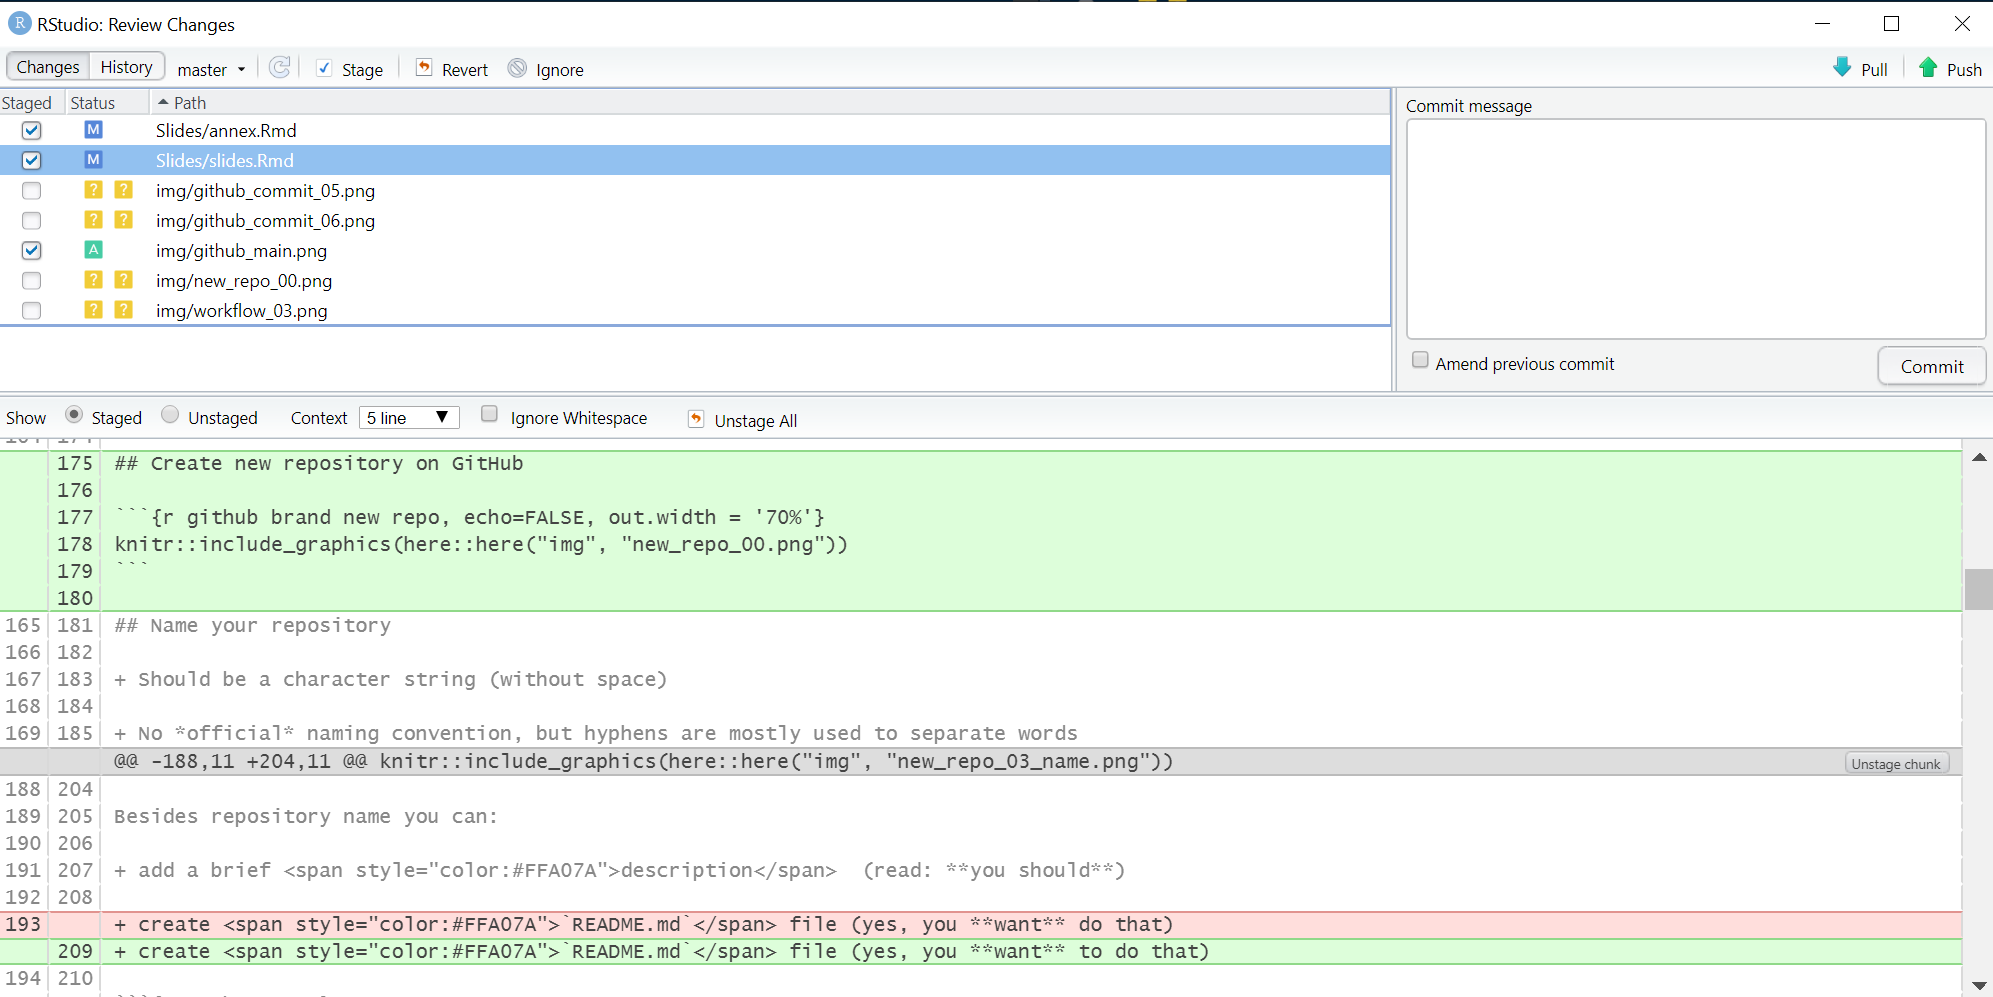 R RStudio: Review Changes
Changes History master Stage Revert Ignore Pull Push
Staged Status Path
M Slides/annex.Rmd
M Slides/slides.Rmd
? ? img/github_commit_05.png
? ? img/github_commit_06.png
A img/github_main.png
? ? img/new_repo_00.png
? ? img/workflow_03.png
Commit message
Amend previous commit
Commit
Show Staged Unstaged Context 5 line Ignore Whitespace Unstage All
175 ## Create new repository on GitHub
176
177 ```{r github brand new repo, echo=FALSE, out.width = '70%'}
178 knitr::include_graphics(here::here("img", "new_repo_00.png"))
179 ```
180
165 181 ## Name your repository
166 182
167 183 + Should be a character string (without space)
168 184
169 185 + No *official* naming convention, but hyphens are mostly used to separate words
@@ -188,11 +204,11 @@ knitr::include_graphics(here::here("img", "new_repo_03_name.png")) Unstage chunk
188 204
189 205 Besides repository name you can:
190 206
191 207 + add a brief <span style="color:#FFA07A">description</span>  (read: **you should**)
192 208
193 + create <span style="color:#FFA07A">`README.md`</span> file (yes, you **want** do that)
209 + create <span style="color:#FFA07A">`README.md`</span> file (yes, you **want** to do that)
194 210